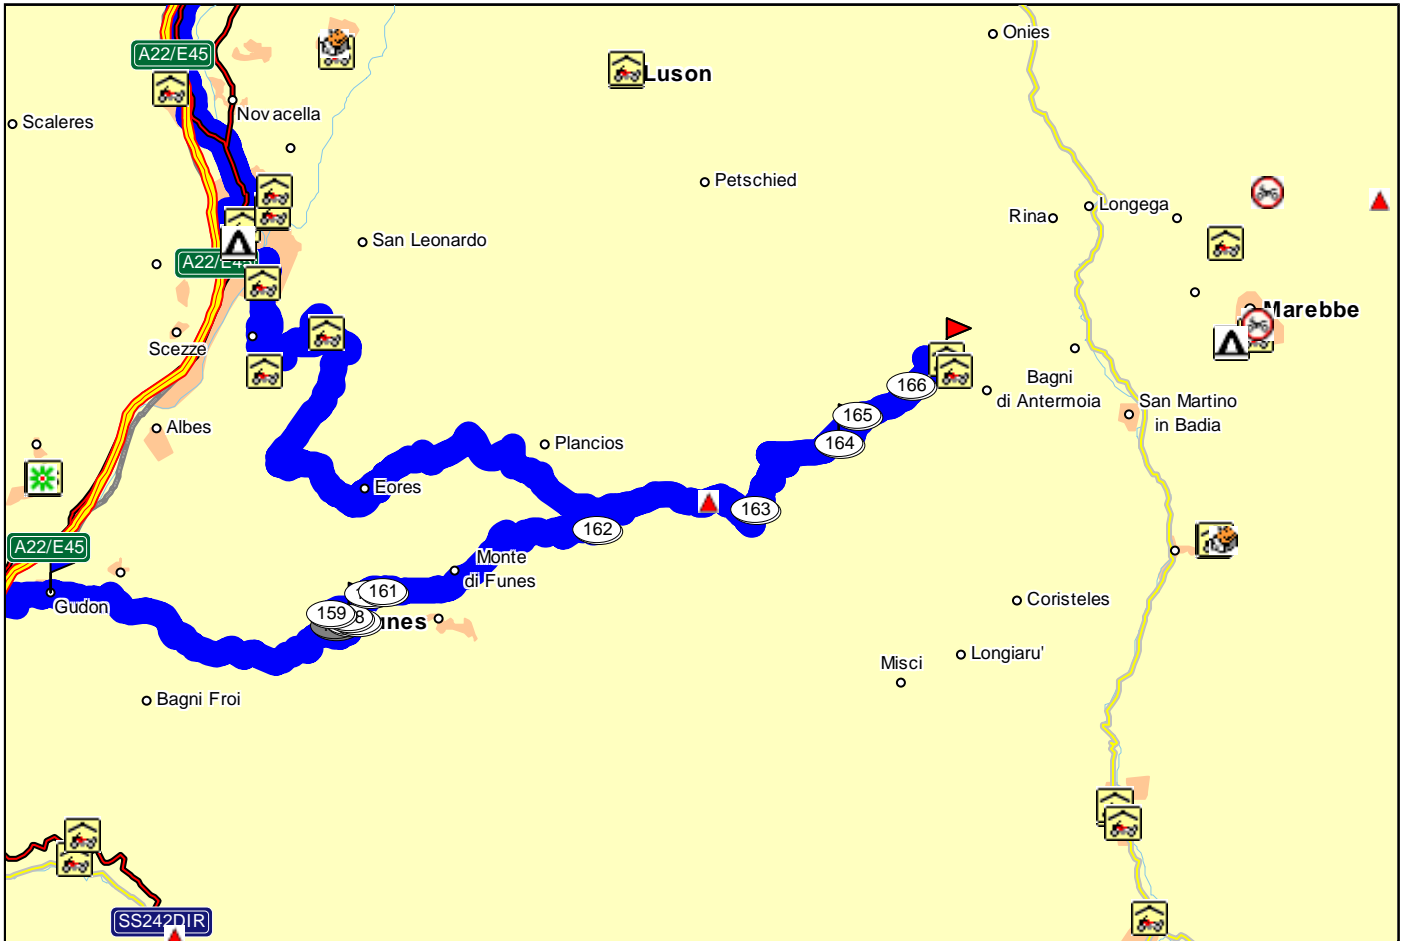 Onies
A22/E45
Luson
Novacella
Scaleres
Petschied
Longega
Rina
San Leonardo
A22/E45
Marebbe
Scezze
Bagni
di Antermoia
166
San Martino
in Badia
165
Albes
164
Plancios
Eores
163
162
A22/E45
Monte
di Funes
161
Gudon
159
8
unes
Coristeles
Longiaru'
Misci
Bagni Froi
SS242DIR